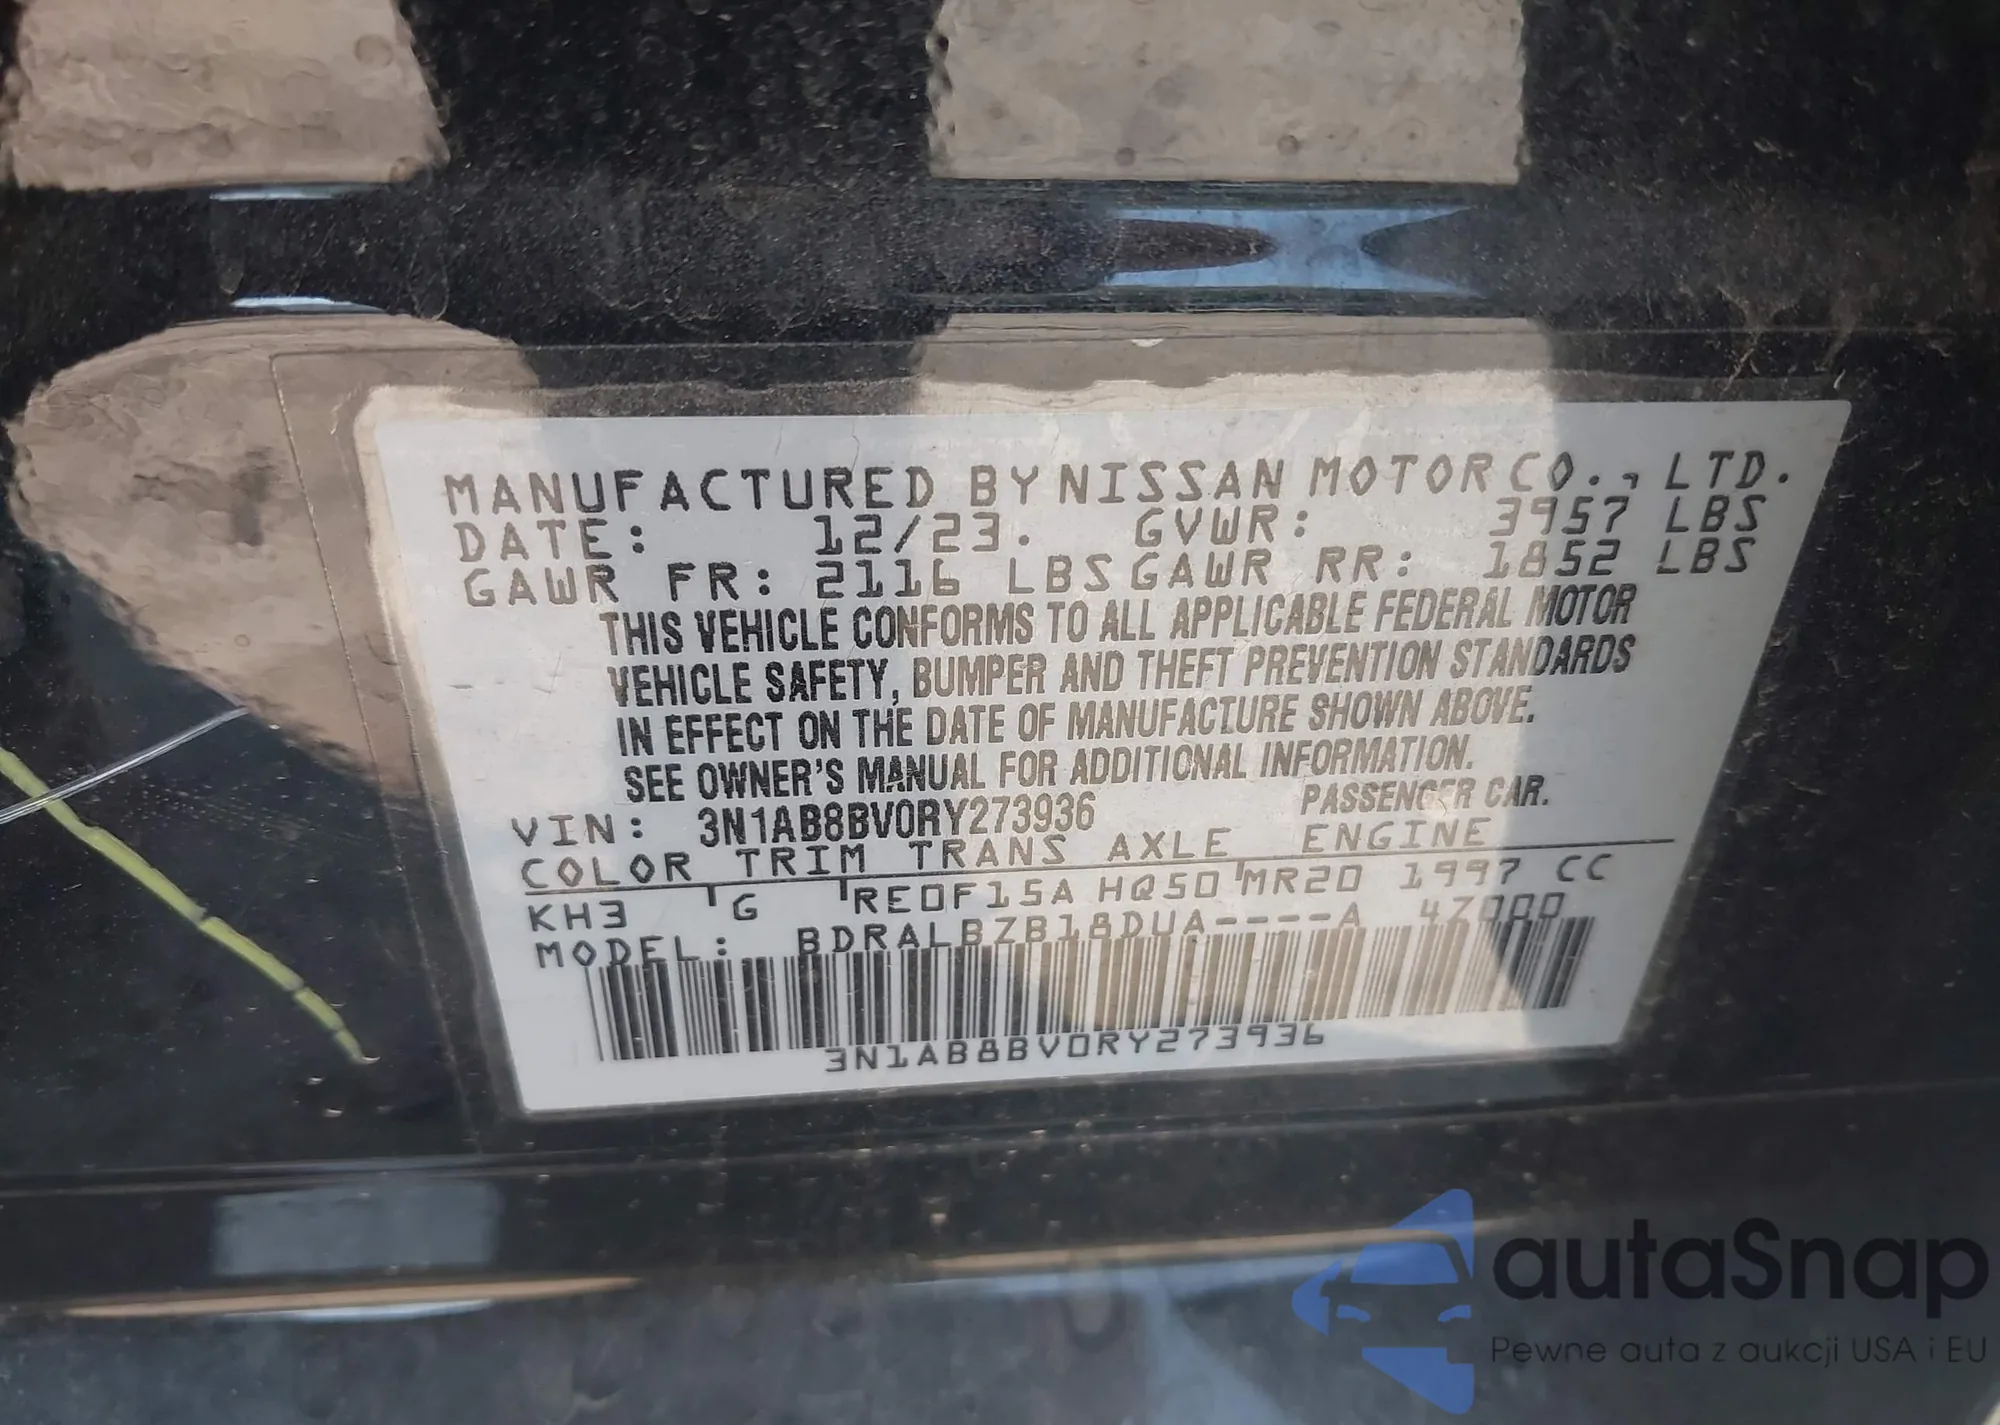 MANUFACTURED BY NISSAN MOTOR CO., LTD.
DATE: 12/23. GVWR: 3957 LBS
GAWR FR: 2116 LBS GAWR RR: 1852 LBS
THIS VEHICLE CONFORMS TO ALL APPLICABLE FEDERAL MOTOR
VEHICLE SAFETY, BUMPER AND THEFT PREVENTION STANDARDS
IN EFFECT ON THE DATE OF MANUFACTURE SHOWN ABOVE.
SEE OWNER'S MANUAL FOR ADDITIONAL INFORMATION.
VIN: 3N1AB8BV0RY273936 PASSENGER CAR.
COLOR TRIM TRANS AXLE ENGINE
KH3 G RE0F15A HQ50 MR20 1997 CC
MODEL: BDRALBZB18DUA----A 47000
3N1AB8BV0RY273936
autaSnap
Pewne auta z aukcji USA i EU